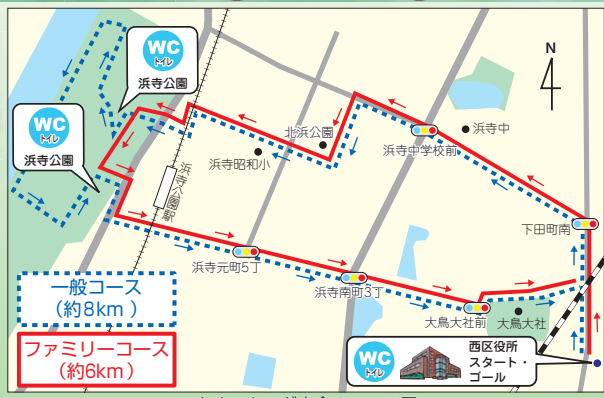 WC
トイレ
浜寺公園
WC
トイレ
浜寺公園
N
北浜公園
浜寺昭和小
浜寺中
浜寺中学校前
浜寺公園駅
下田町南
浜寺元町5丁
浜寺南町3丁
大鳥大社前
大鳥大社
一般コース
(約8km)
ファミリーコース
(約6km)
WC
トイレ
西区役所
スタート・
ゴール